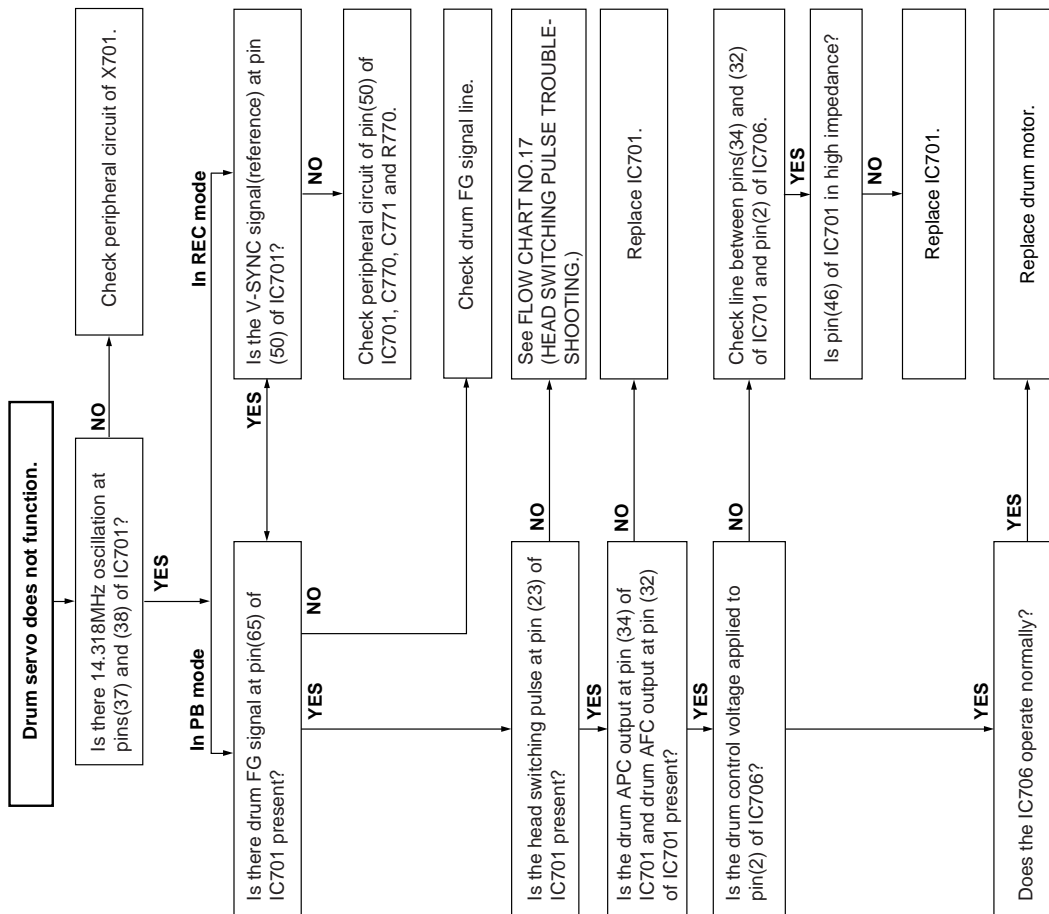 Drum servo does not function.
Is there 14.318MHz oscillation at
pins(37) and (38) of IC701?
NO
Check peripheral circuit of X701.
YES
In PB mode
In REC mode
Is there drum FG signal at pin(65) of
IC701 present?
YES
Is the V-SYNC signal(reference) at pin
(50) of IC701?
NO
Check peripheral circuit of pin(50) of
IC701, C770, C771 and R770.
NO
Check drum FG signal line.
YES
Is the head switching pulse at pin (23) of
IC701 present?
NO
See FLOW CHART NO.17
(HEAD SWITCHING PULSE TROUBLE-
SHOOTING.)
YES
Is the drum APC output at pin (34) of
IC701 and drum AFC output at pin (32)
of IC701 present?
NO
Replace IC701.
YES
Is the drum control voltage applied to
pin(2) of IC706?
NO
Check line between pins(34) and (32)
of IC701 and pin(2) of IC706.
YES
Is pin(46) of IC701 in high impedance?
NO
Replace IC701.
YES
Does the IC706 operate normally?
YES
Replace drum motor.